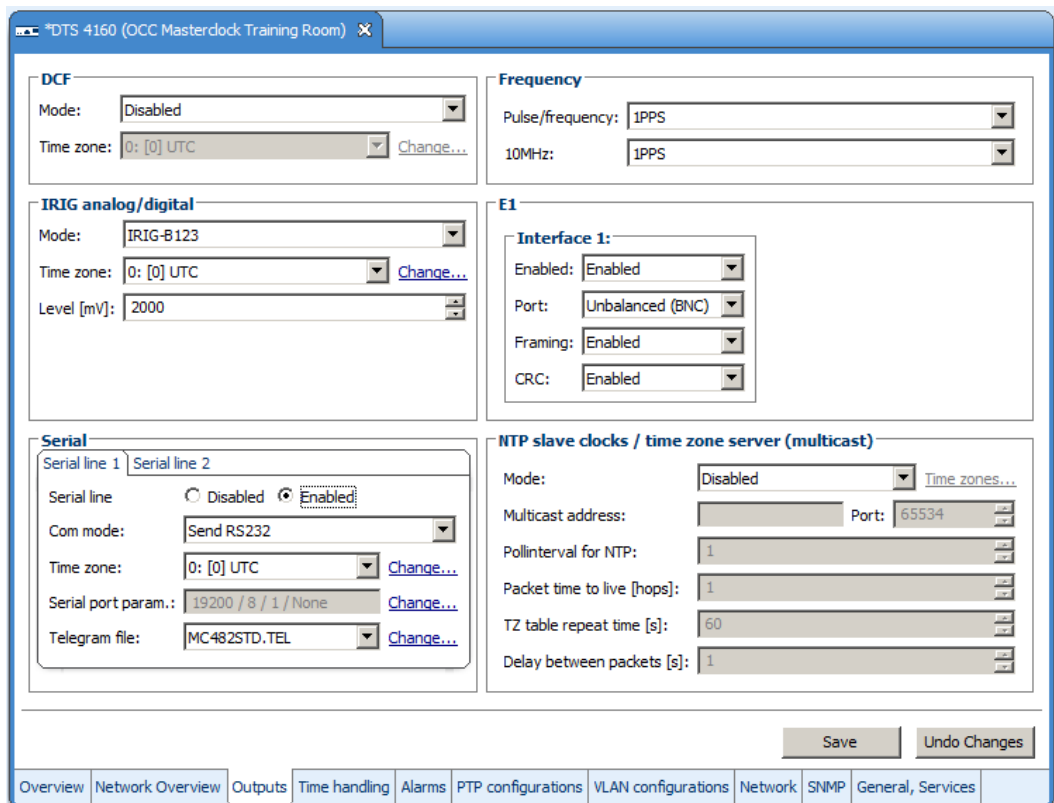 *DTS 4160 (OCC Masterclock Training Room)
DCF
Mode: Disabled
Time zone: 0: [0] UTC Change...
Frequency
Pulse/frequency: 1PPS
10MHz: 1PPS
IRIG analog/digital
Mode: IRIG-B123
Time zone: 0: [0] UTC Change...
Level [mV]: 2000
E1
Interface 1:
Enabled: Enabled
Port: Unbalanced (BNC)
Framing: Enabled
CRC: Enabled
Serial
Serial line 1 Serial line 2
Serial line Disabled Enabled
Com mode: Send RS232
Time zone: 0: [0] UTC Change...
Serial port param.: 19200 / 8 / 1 / None Change...
Telegram file: MC482STD.TEL Change...
NTP slave clocks / time zone server (multicast)
Mode: Disabled Time zones...
Multicast address: Port: 65534
Pollinterval for NTP: 1
Packet time to live [hops]: 1
TZ table repeat time [s]: 60
Delay between packets [s]: 1
Save Undo Changes
Overview Network Overview Outputs Time handling Alarms PTP configurations VLAN configurations Network SNMP General, Services